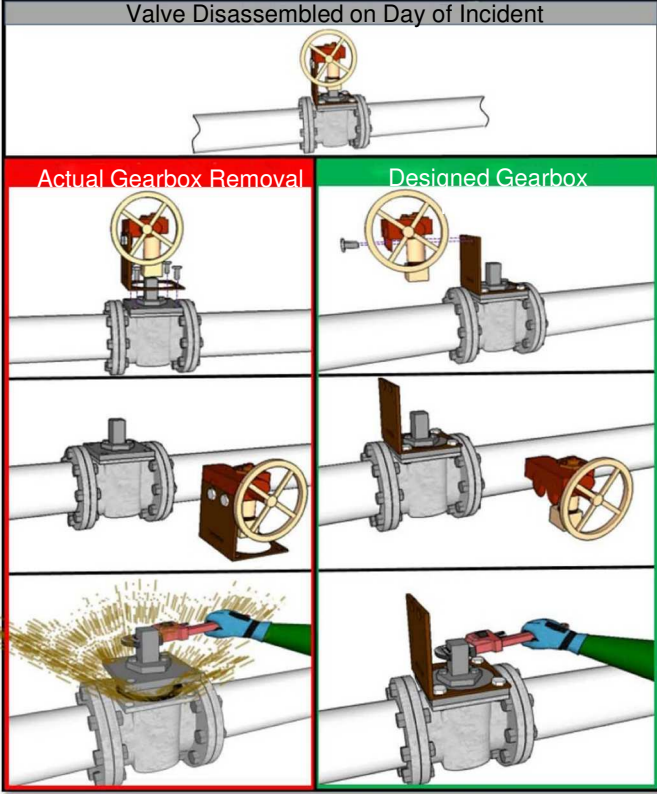 Valve Disassembled on Day of Incident
Actual Gearbox Removal
Designed Gearbox